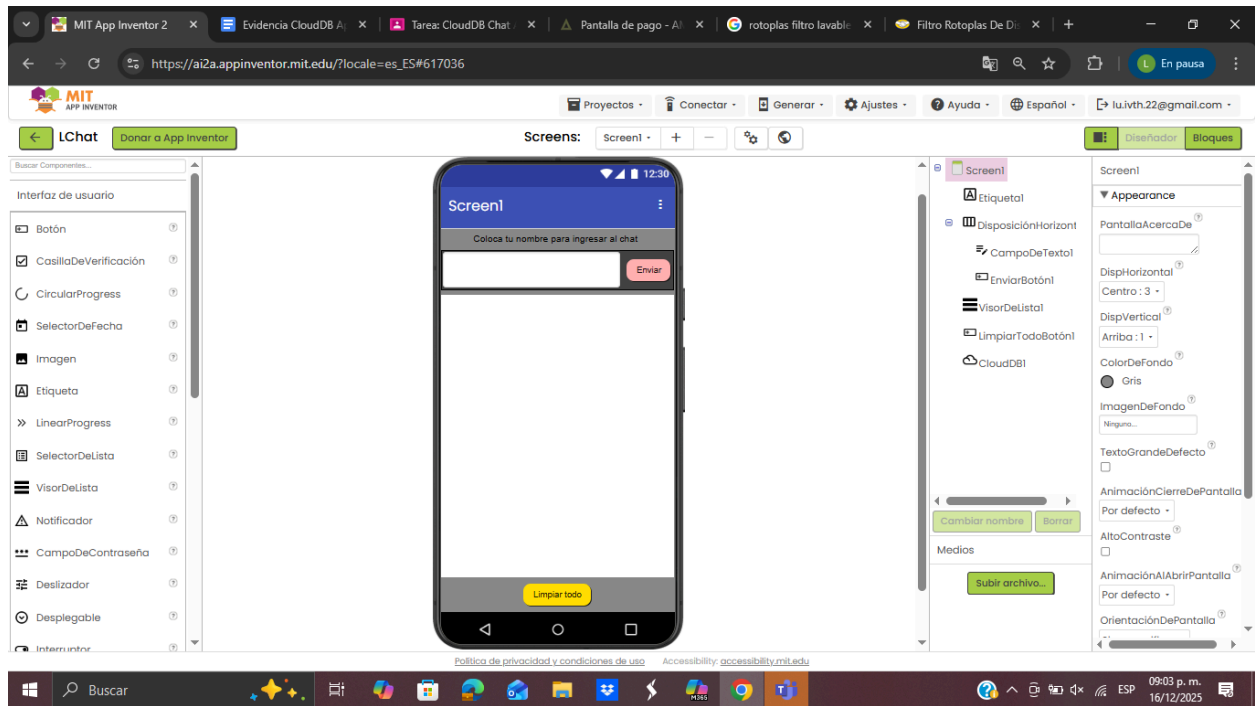 MIT App Inventor 2
Evidencia CloudDB A
Tarea: CloudDB Chat
Pantalla de pago - Al
rotoplas filtro lavable
Filtro Rotoplas De Di
https://ai2a.appinventor.mit.edu/?locale=es_ES#617036
L
En pausa
MIT
APP INVENTOR
Proyectos
Conectar
Generar
Ajustes
Ayuda
Español
lu.ivth.22@gmail.com
LChat
Donar a App Inventor
Screens:
Screen1
Diseñador
Bloques
Buscar Componentes...
Interfaz de usuario
Botón
CasillaDeVerificación
CircularProgress
SelectorDeFecha
Imagen
Etiqueta
LinearProgress
SelectorDeLista
VisorDeLista
Notificador
CampoDeContraseña
Deslizador
Desplegable
Interruptor
12:30
Screen1
Coloca tu nombre para ingresar al chat
Enviar
Limpiar todo
Screen1
Etiqueta1
DisposiciónHorizont
CampoDeTexto1
EnviarBotón1
VisorDeLista1
LimpiarTodoBotón1
CloudDB1
Cambiar nombre
Borrar
Medios
Subir archivo...
Screen1
Appearance
PantallaAcercaDe
DispHorizontal
Centro : 3
DispVertical
Arriba : 1
ColorDeFondo
Gris
ImagenDeFondo
Ninguno...
TextoGrandeDefecto
AnimaciónCierreDePantalla
Por defecto
AltoContraste
AnimaciónAlAbrirPantalla
Por defecto
OrientaciónDePantalla
Política de privacidad y condiciones de uso
Accessibility: accessibility.mit.edu
Buscar
M365
ESP
09:03 p. m.
16/12/2025